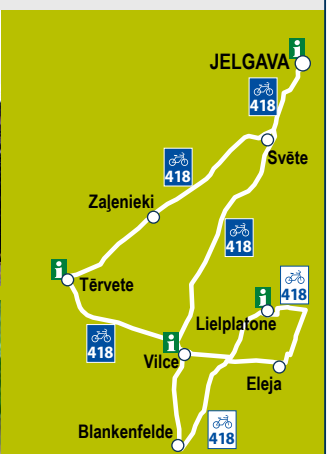 i
JELGAVA
418
Svēte
418
Zaļenieki
418
i
Tērvete
418
i
Lielplatone
418
i
Vilce
Eleja
Blankenfelde
418